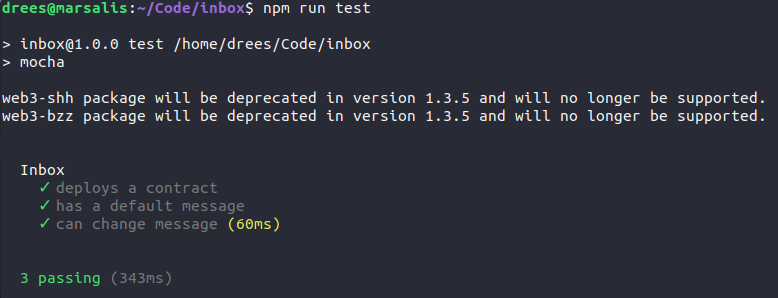 drees@marsalis:~/Code/inbox$ npm run test
> inbox@1.0.0 test /home/drees/Code/inbox
> mocha
web3-shh package will be deprecated in version 1.3.5 and will no longer be supported.
web3-bzz package will be deprecated in version 1.3.5 and will no longer be supported.
Inbox
✓ deploys a contract
✓ has a default message
✓ can change message (60ms)
3 passing (343ms)